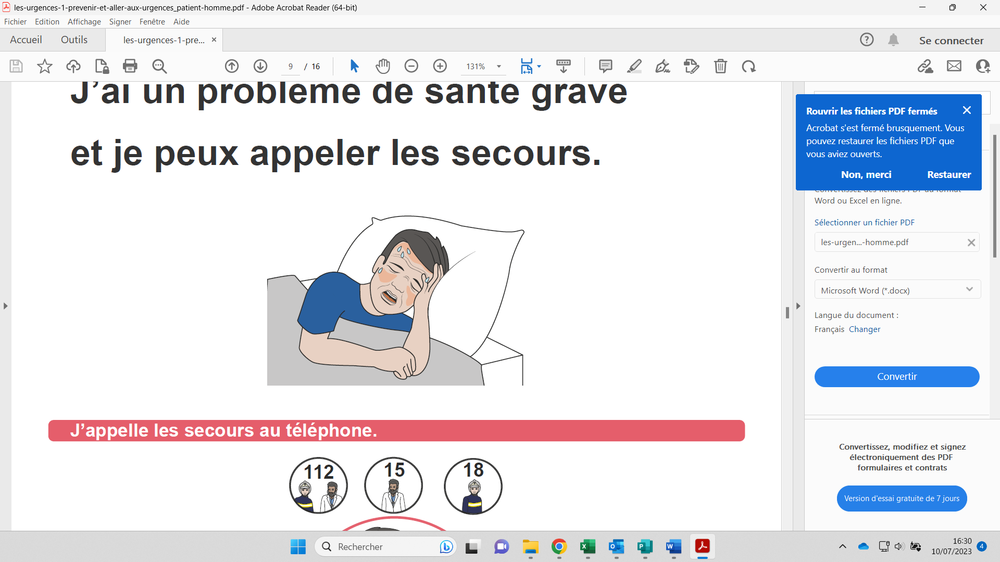 les-urgences-1-prevenir-et-aller-aux-urgences_patient-homme.pdf - Adobe Acrobat Reader (64-bit)
Fichier Edition Affichage Signer Fenêtre Aide
Accueil Outils les-urgences-1-pre... Se connecter
9 / 16 131%
J'ai un problème de santé grave
et je peux appeler les secours.
J'appelle les secours au téléphone.
112 15 18
Rouvrir les fichiers PDF fermés
Acrobat s'est fermé brusquement. Vous
pouvez restaurer les fichiers PDF que
vous aviez ouverts.
Non, merci Restaurer
Convertissez des fichiers PDF au format
Word ou Excel en ligne.
Sélectionner un fichier PDF
les-urgen...-homme.pdf
Convertir au format
Microsoft Word (*.docx)
Langue du document :
Français Changer
Convertir
Convertissez, modifiez et signez
électroniquement des PDF
formulaires et contrats
Version d'essai gratuite de 7 jours
Rechercher
16:30
10/07/2023
4